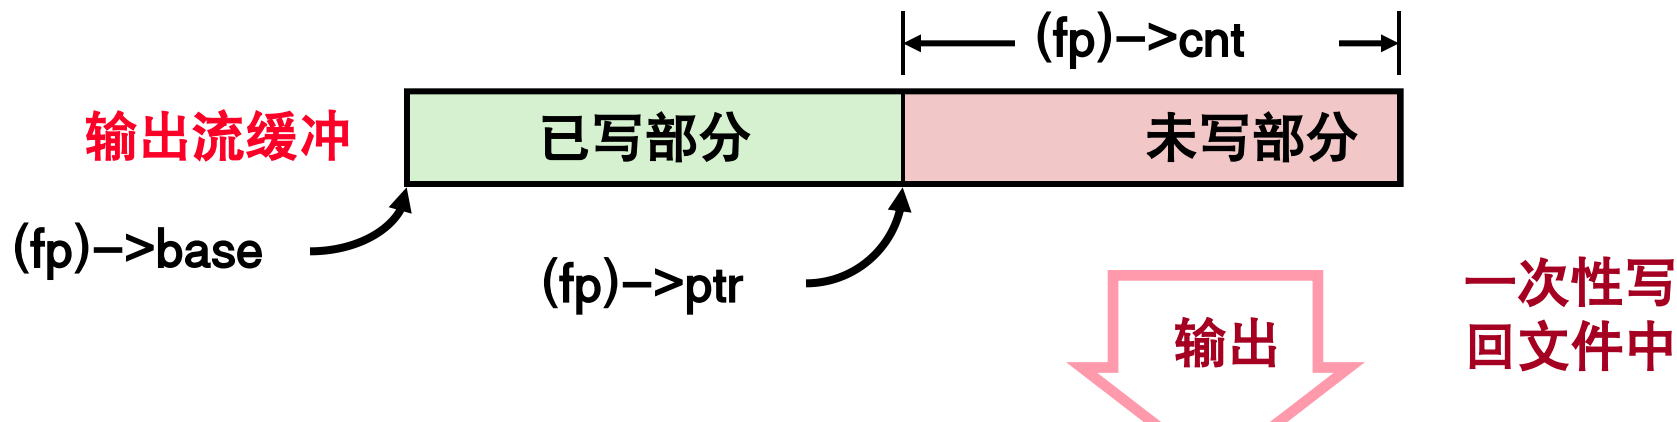 (fp)->cnt
输出流缓冲
已写部分
未写部分
(fp)->base
(fp)->ptr
输出
一次性写
回文件中